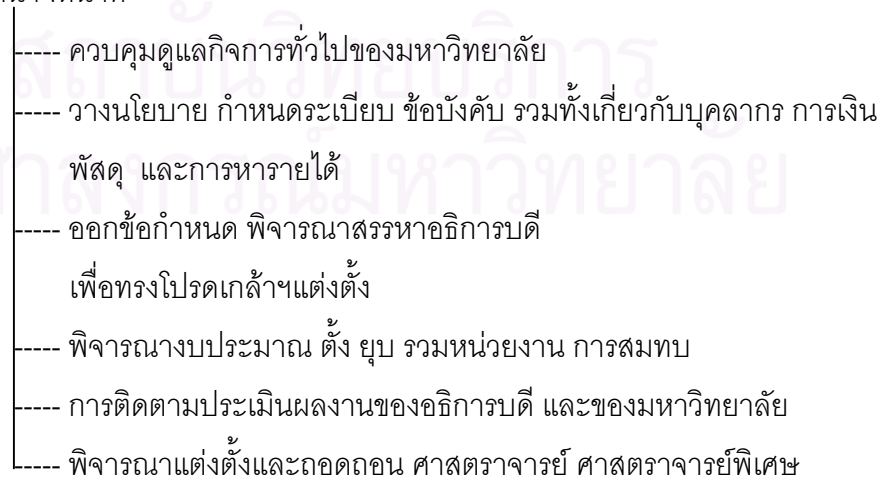 ----- ควบคุมดูแลกิจการทั่วไปของมหาวิทยาลัย
----- วางนโยบาย กำหนดระเบียบ ข้อบังคับ รวมทั้งเกี่ยวกับบุคลากร การเงิน
พัสดุ และการหารายได้
----- ออกข้อกำหนด พิจารณาสรรหาอธิการบดี
เพื่อทรงโปรดเกล้าฯแต่งตั้ง
----- พิจารณางบประมาณ ตั้ง ยุบ รวมหน่วยงาน การสมทบ
----- การติดตามประเมินผลงานของอธิการบดี และของมหาวิทยาลัย
----- พิจารณาแต่งตั้งและถอดถอน ศาสตราจารย์ ศาสตราจารย์พิเศษ